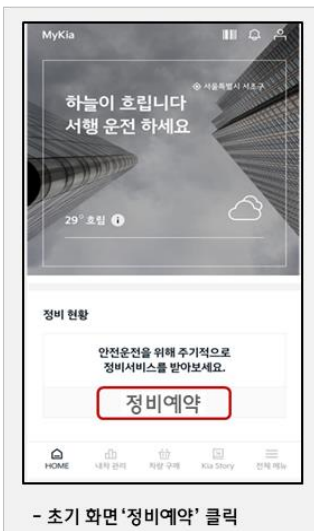 MyKia
서울특별시 서초구
하늘이 흐립니다
서행 운전 하세요
29° 흐림
정비 현황
안전운전을 위해 주기적으로
정비서비스를 받아보세요.
정비예약
HOME 내차 관리 차량 구매 Kia Story 전체 메뉴
- 초기 화면 '정비예약' 클릭